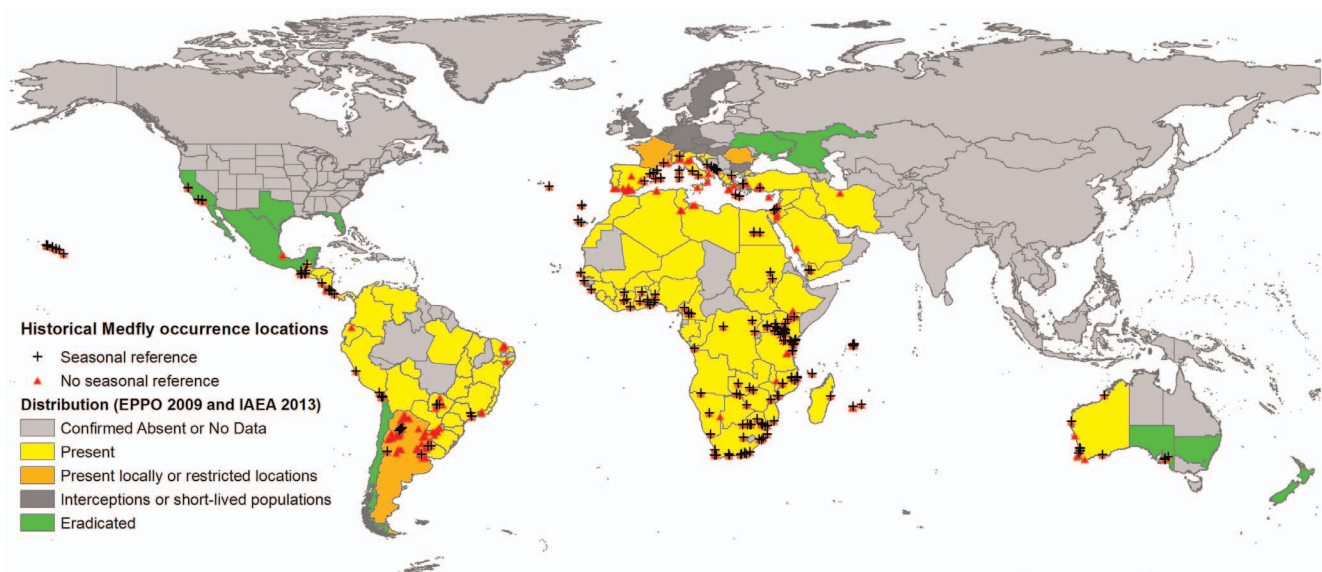 Historical Medfly occurrence locations
Seasonal reference
No seasonal reference
Distribution (EPPO 2009 and IAEA 2013)
Confirmed Absent or No Data
Present
Present locally or restricted locations
Interceptions or short-lived populations
Eradicated